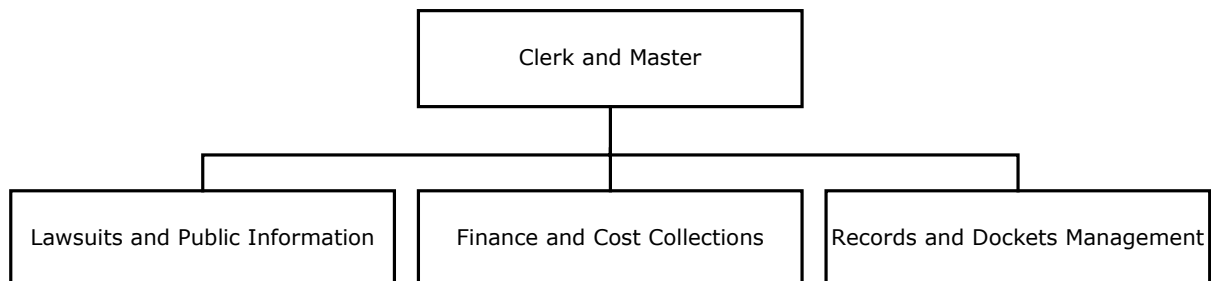 Clerk and Master
Lawsuits and Public Information
Finance and Cost Collections
Records and Dockets Management